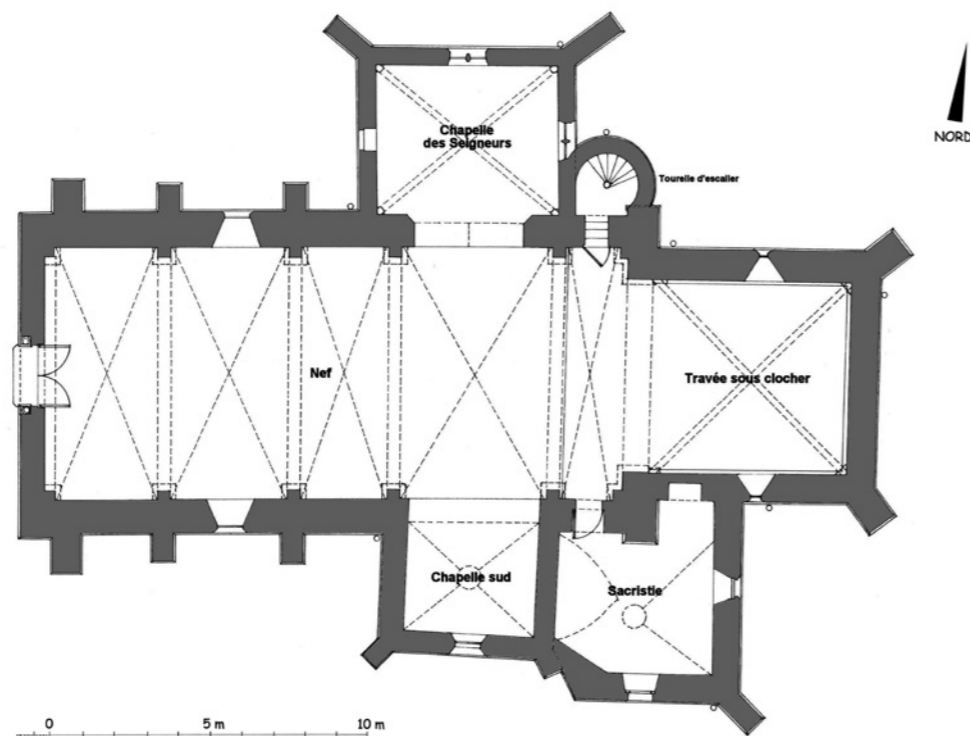 Chapelle
des Seigneurs
NORD
Tourelle d'escalier
Nef
Travée sous clocher
Chapelle sud
Sacristie
0 5 m 10 m